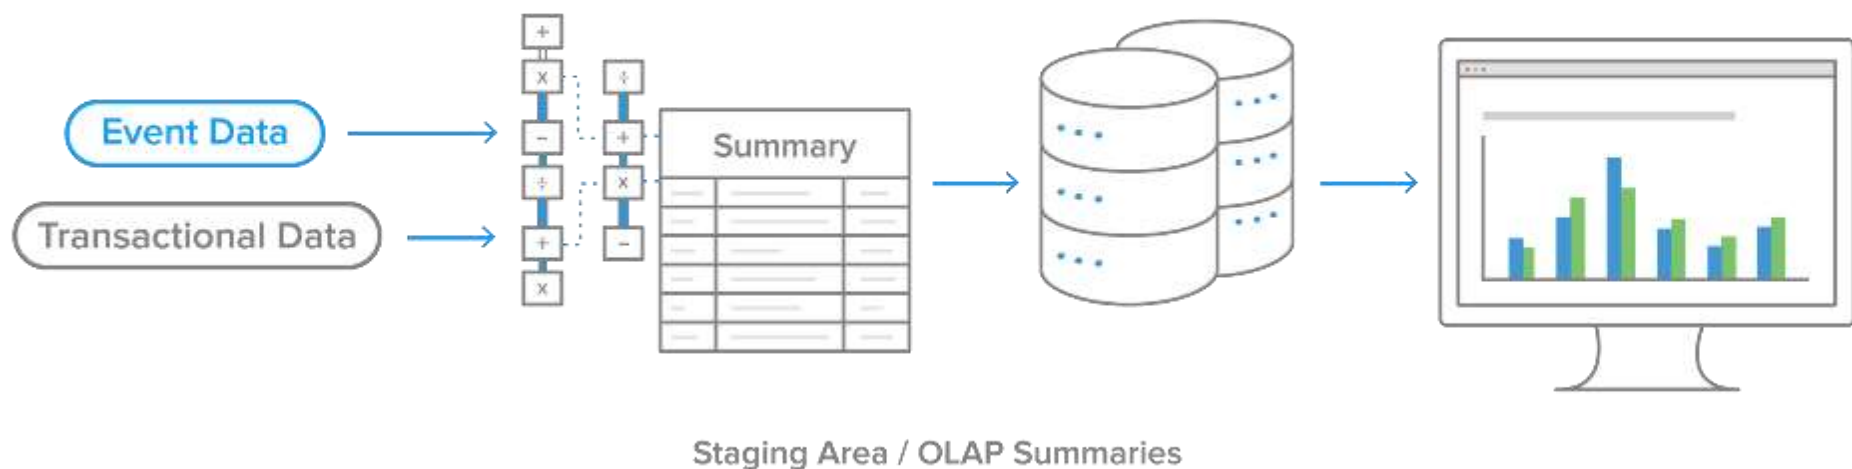 Event Data
Transactional Data
+
x
−
÷
+
x
÷
+
x
−
Summary
Staging Area / OLAP Summaries